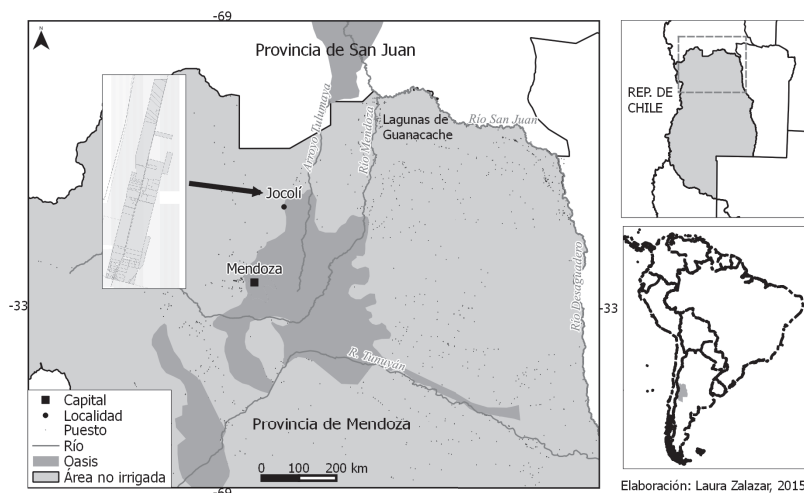 -69
N
Provincia de San Juan
Arroyo Tulumaya
Río Mendoza
Lagunas de
Guanacache
Río San Juan
Jocolí
Mendoza
-33
-33
Río Desaguadero
R. Tunuyán
Provincia de Mendoza
Capital
Localidad
Puesto
Río
Oasis
Área no irrigada
0 100 200 km
-69
REP. DE
CHILE
Elaboración: Laura Zalazar, 2015